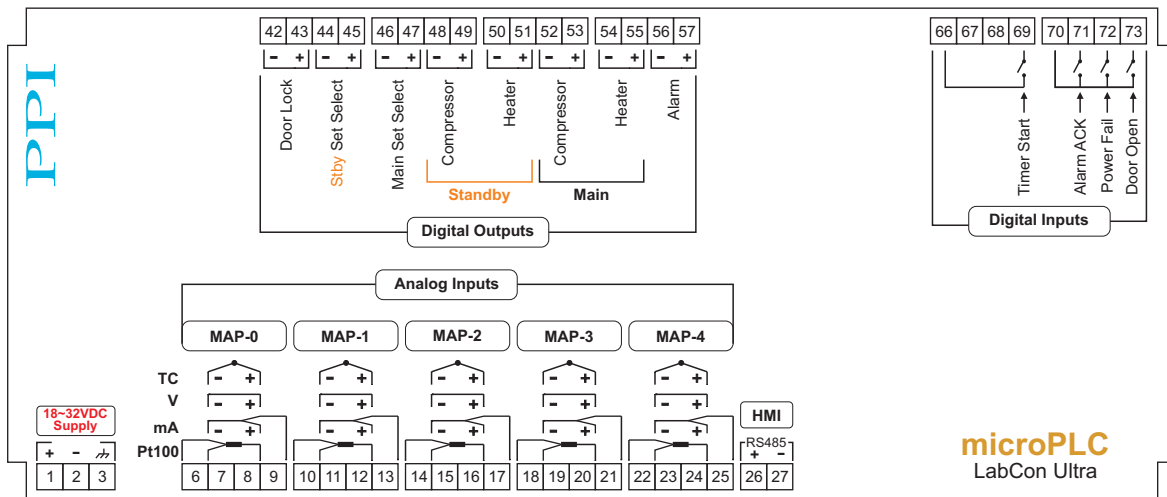 PPI
42 43 44 45 46 47 48 49 50 51 52 53 54 55 56 57
- + - + - + - + - + - + - + - +
Door Lock
Stby Set Select
Main Set Select
Compressor
Heater
Compressor
Heater
Alarm
Standby
Main
Digital Outputs
66 67 68 69 70 71 72 73
Timer Start
Alarm ACK
Power Fail
Door Open
Digital Inputs
Analog Inputs
MAP-0 MAP-1 MAP-2 MAP-3 MAP-4
TC - + - + - + - + - +
V - + - + - + - + - +
mA - + - + - + - + - +
Pt100
18~32VDC
Supply
+ -
1 2 3
6 7 8 9 10 11 12 13 14 15 16 17 18 19 20 21 22 23 24 25
HMI
RS485
+ -
26 27
microPLC
LabCon Ultra